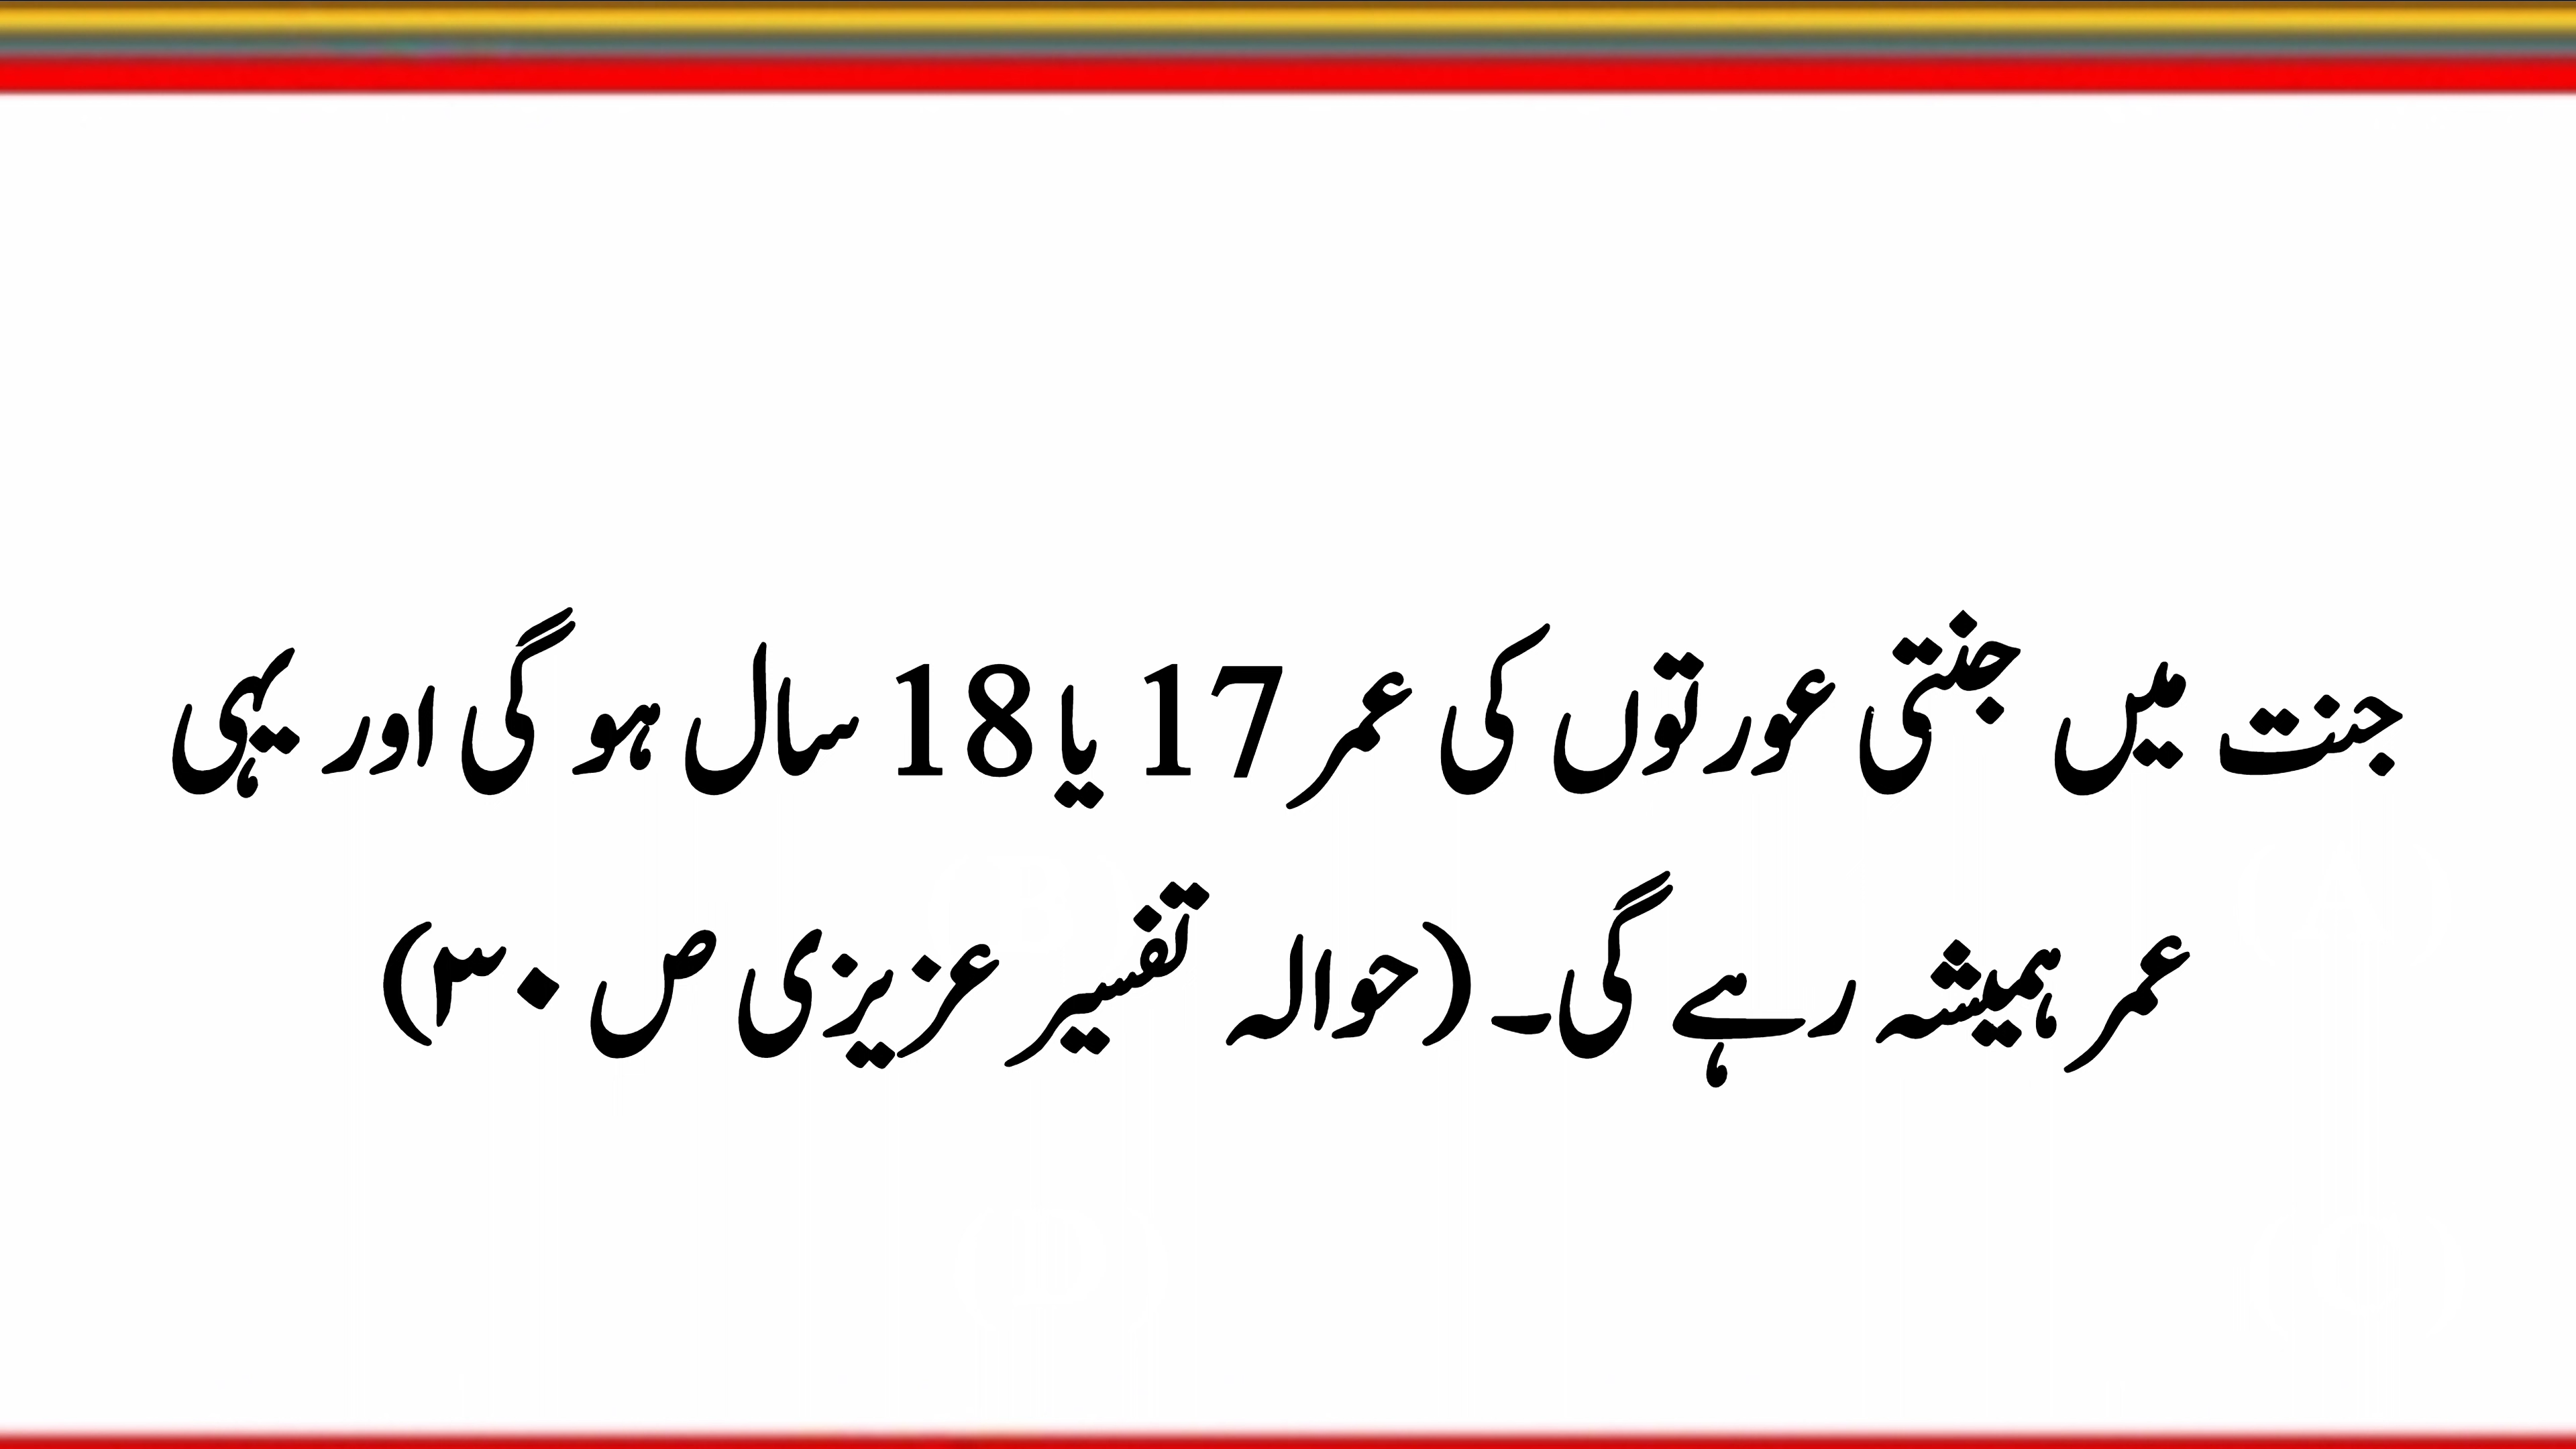 جنت میں جنتی عورتوں کی عمر 17 یا 18 سال ہو گی اور یہی
عمر ہمیشہ رہے گی۔ (حوالہ تفسیر عزیزی ص ۳۰)